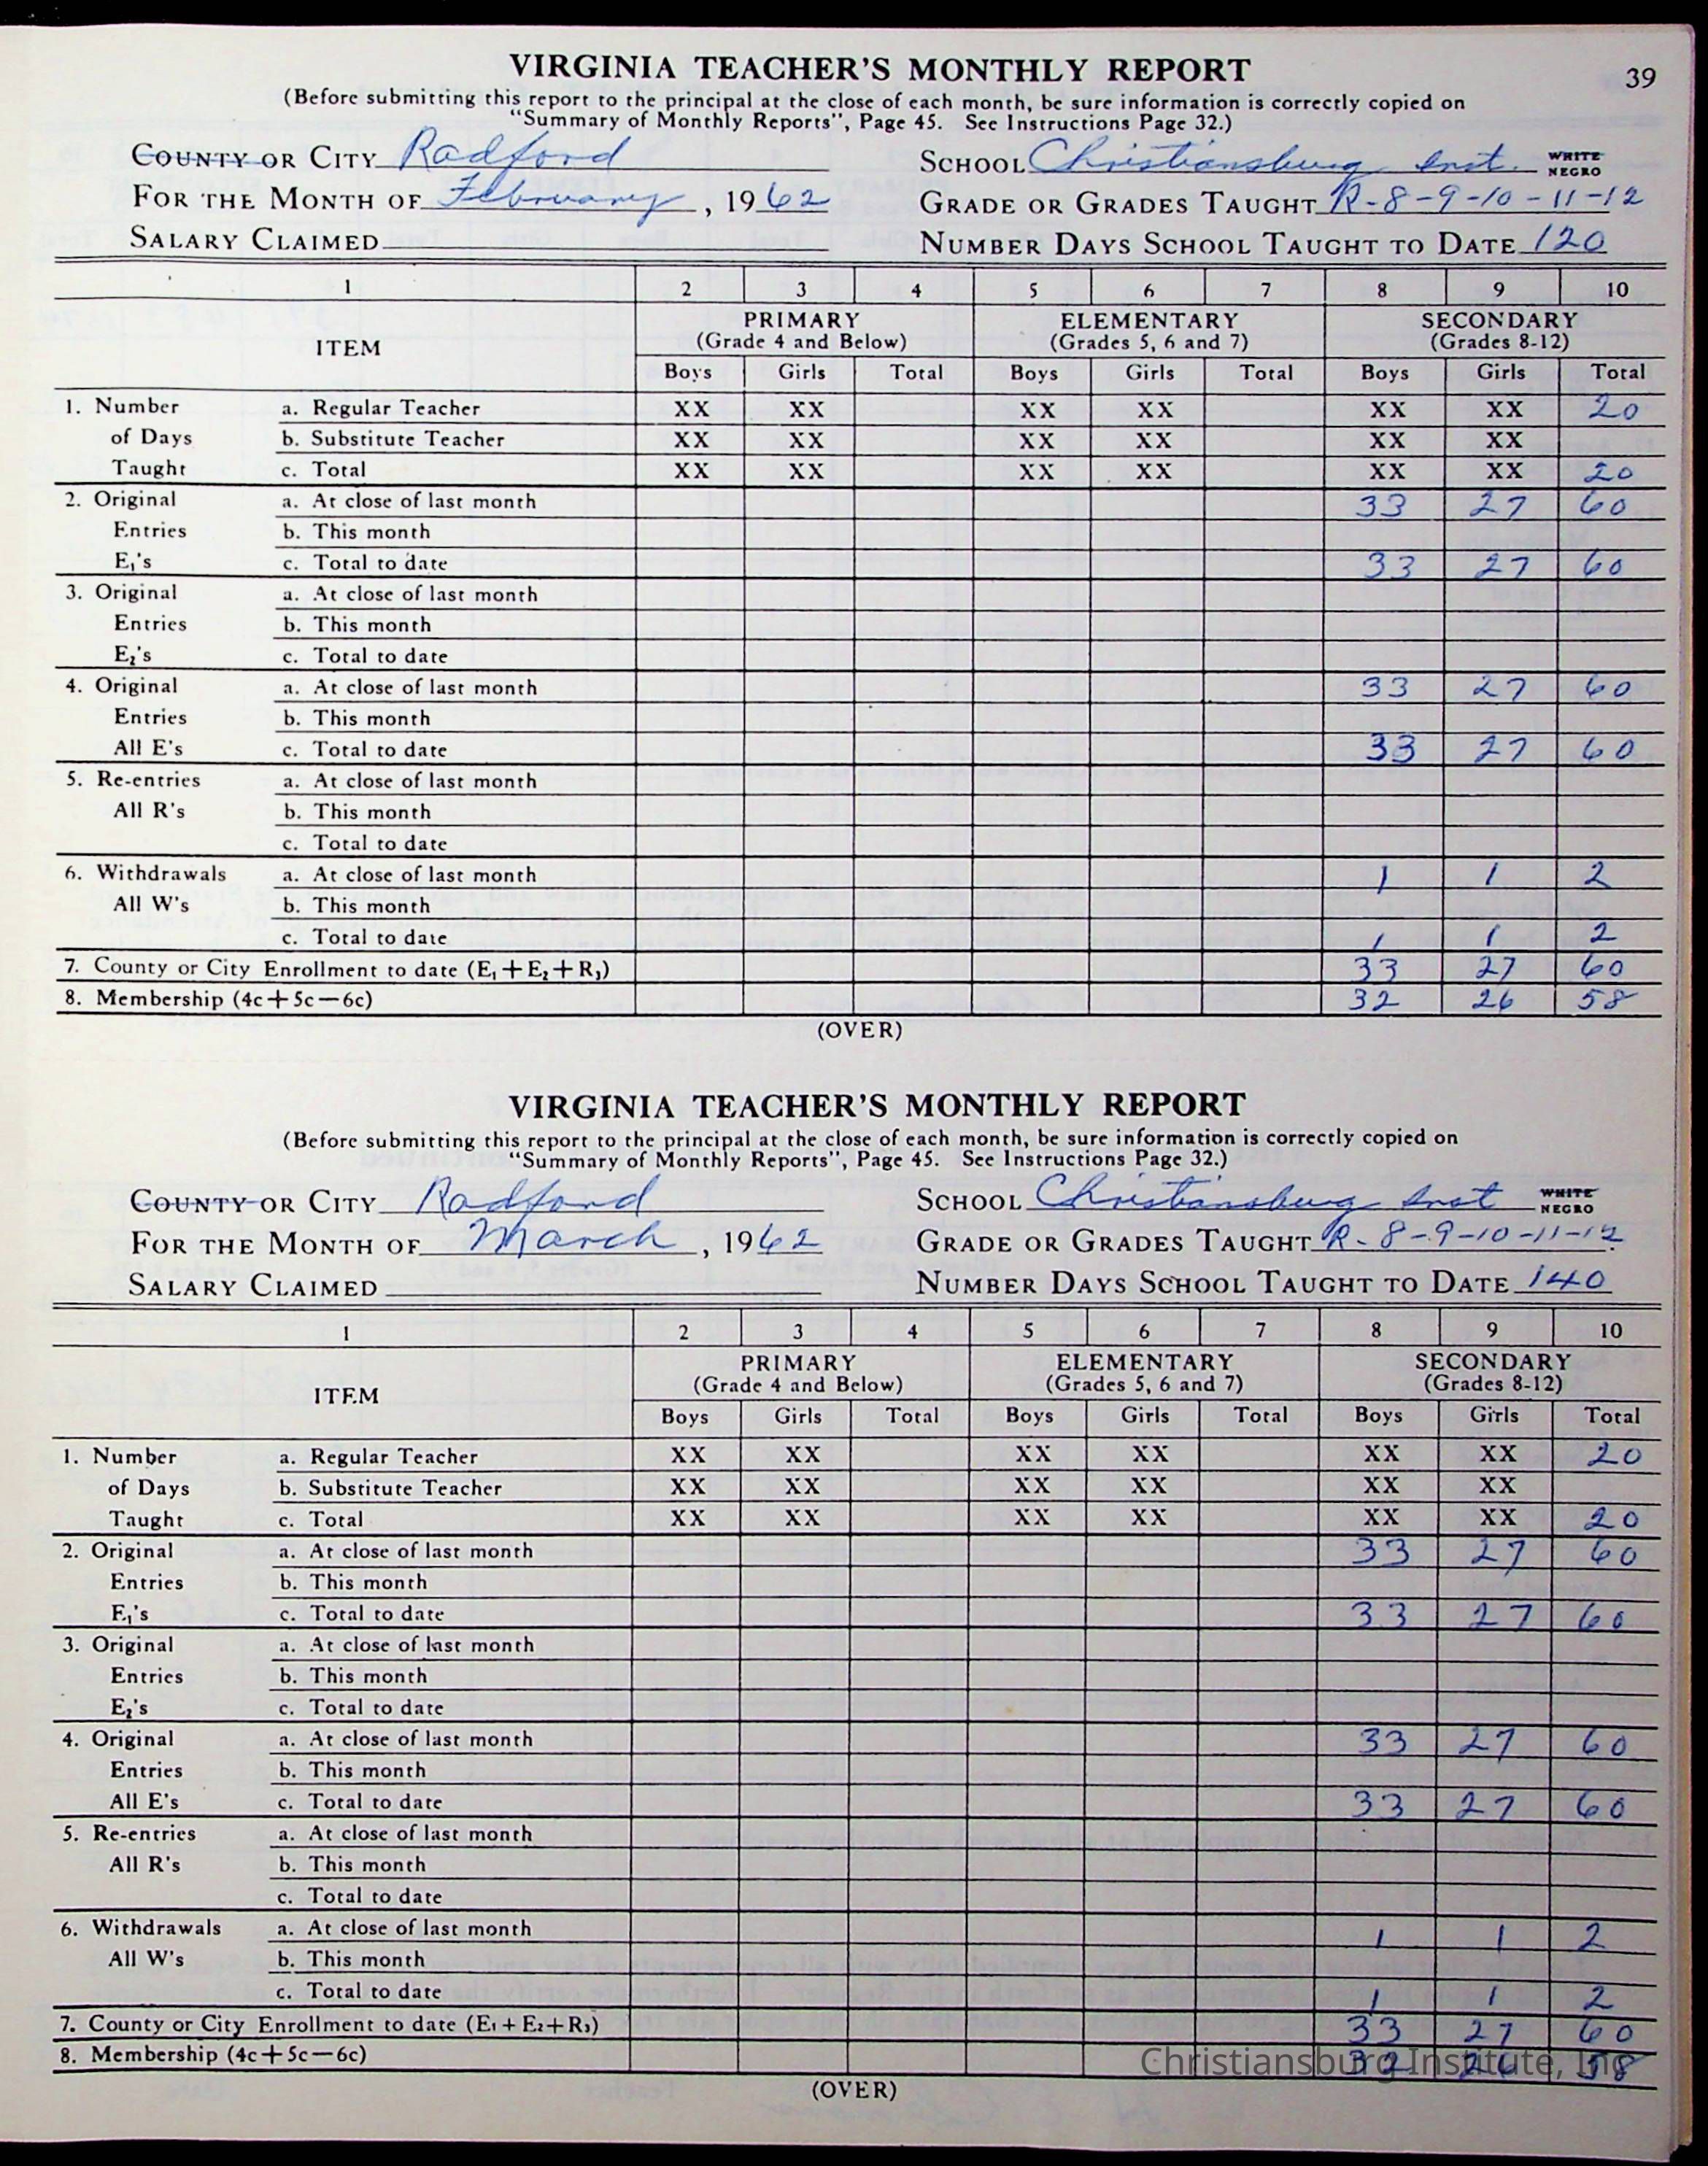 39
VIRGINIA TEACHER'S MONTHLY REPORT
(Before submitting this report to the principal at the close of each month, be sure information is correctly copied on
"Summary of Monthly Reports", Page 45. See Instructions Page 32.)
COUNTY OR CITY Radford SCHOOL Christiansburg Inst. WHITE NEGRO
FOR THE MONTH OF February, 1962 GRADE OR GRADES TAUGHT R-8-9-10-11-12
SALARY CLAIMED NUMBER DAYS SCHOOL TAUGHT TO DATE 120
1 2 3 4 5 6 7 8 9 10
ITEM PRIMARY (Grade 4 and Below) ELEMENTARY (Grades 5, 6 and 7) SECONDARY (Grades 8-12)
Boys Girls Total Boys Girls Total Boys Girls Total
1. Number a. Regular Teacher XX XX XX XX XX XX 20
of Days b. Substitute Teacher XX XX XX XX XX XX
Taught c. Total XX XX XX XX XX XX 20
2. Original a. At close of last month 33 27 60
Entries b. This month
E1's c. Total to date 33 27 60
3. Original a. At close of last month
Entries b. This month
E2's c. Total to date
4. Original a. At close of last month 33 27 60
Entries b. This month
All E's c. Total to date 33 27 60
5. Re-entries a. At close of last month
All R's b. This month
c. Total to date
6. Withdrawals a. At close of last month 1 1 2
All W's b. This month
c. Total to date 1 1 2
7. County or City Enrollment to date (E1+E2+R3) 33 27 60
8. Membership (4c+5c−6c) 32 26 58
(OVER)
VIRGINIA TEACHER'S MONTHLY REPORT
(Before submitting this report to the principal at the close of each month, be sure information is correctly copied on
"Summary of Monthly Reports", Page 45. See Instructions Page 32.)
COUNTY OR CITY Radford SCHOOL Christiansburg Inst WHITE NEGRO
FOR THE MONTH OF March, 1962 GRADE OR GRADES TAUGHT R-8-9-10-11-12
SALARY CLAIMED NUMBER DAYS SCHOOL TAUGHT TO DATE 140
1 2 3 4 5 6 7 8 9 10
ITEM PRIMARY (Grade 4 and Below) ELEMENTARY (Grades 5, 6 and 7) SECONDARY (Grades 8-12)
Boys Girls Total Boys Girls Total Boys Girls Total
1. Number a. Regular Teacher XX XX XX XX XX XX 20
of Days b. Substitute Teacher XX XX XX XX XX XX
Taught c. Total XX XX XX XX XX XX 20
2. Original a. At close of last month 33 27 60
Entries b. This month
E1's c. Total to date 33 27 60
3. Original a. At close of last month
Entries b. This month
E2's c. Total to date
4. Original a. At close of last month 33 27 60
Entries b. This month
All E's c. Total to date 33 27 60
5. Re-entries a. At close of last month
All R's b. This month
c. Total to date
6. Withdrawals a. At close of last month 1 1 2
All W's b. This month
c. Total to date 1 1 2
7. County or City Enrollment to date (E1+E2+R3) 33 27 60
8. Membership (4c+5c−6c) 32 26 58
Christiansburg Institute, Inc
(OVER)